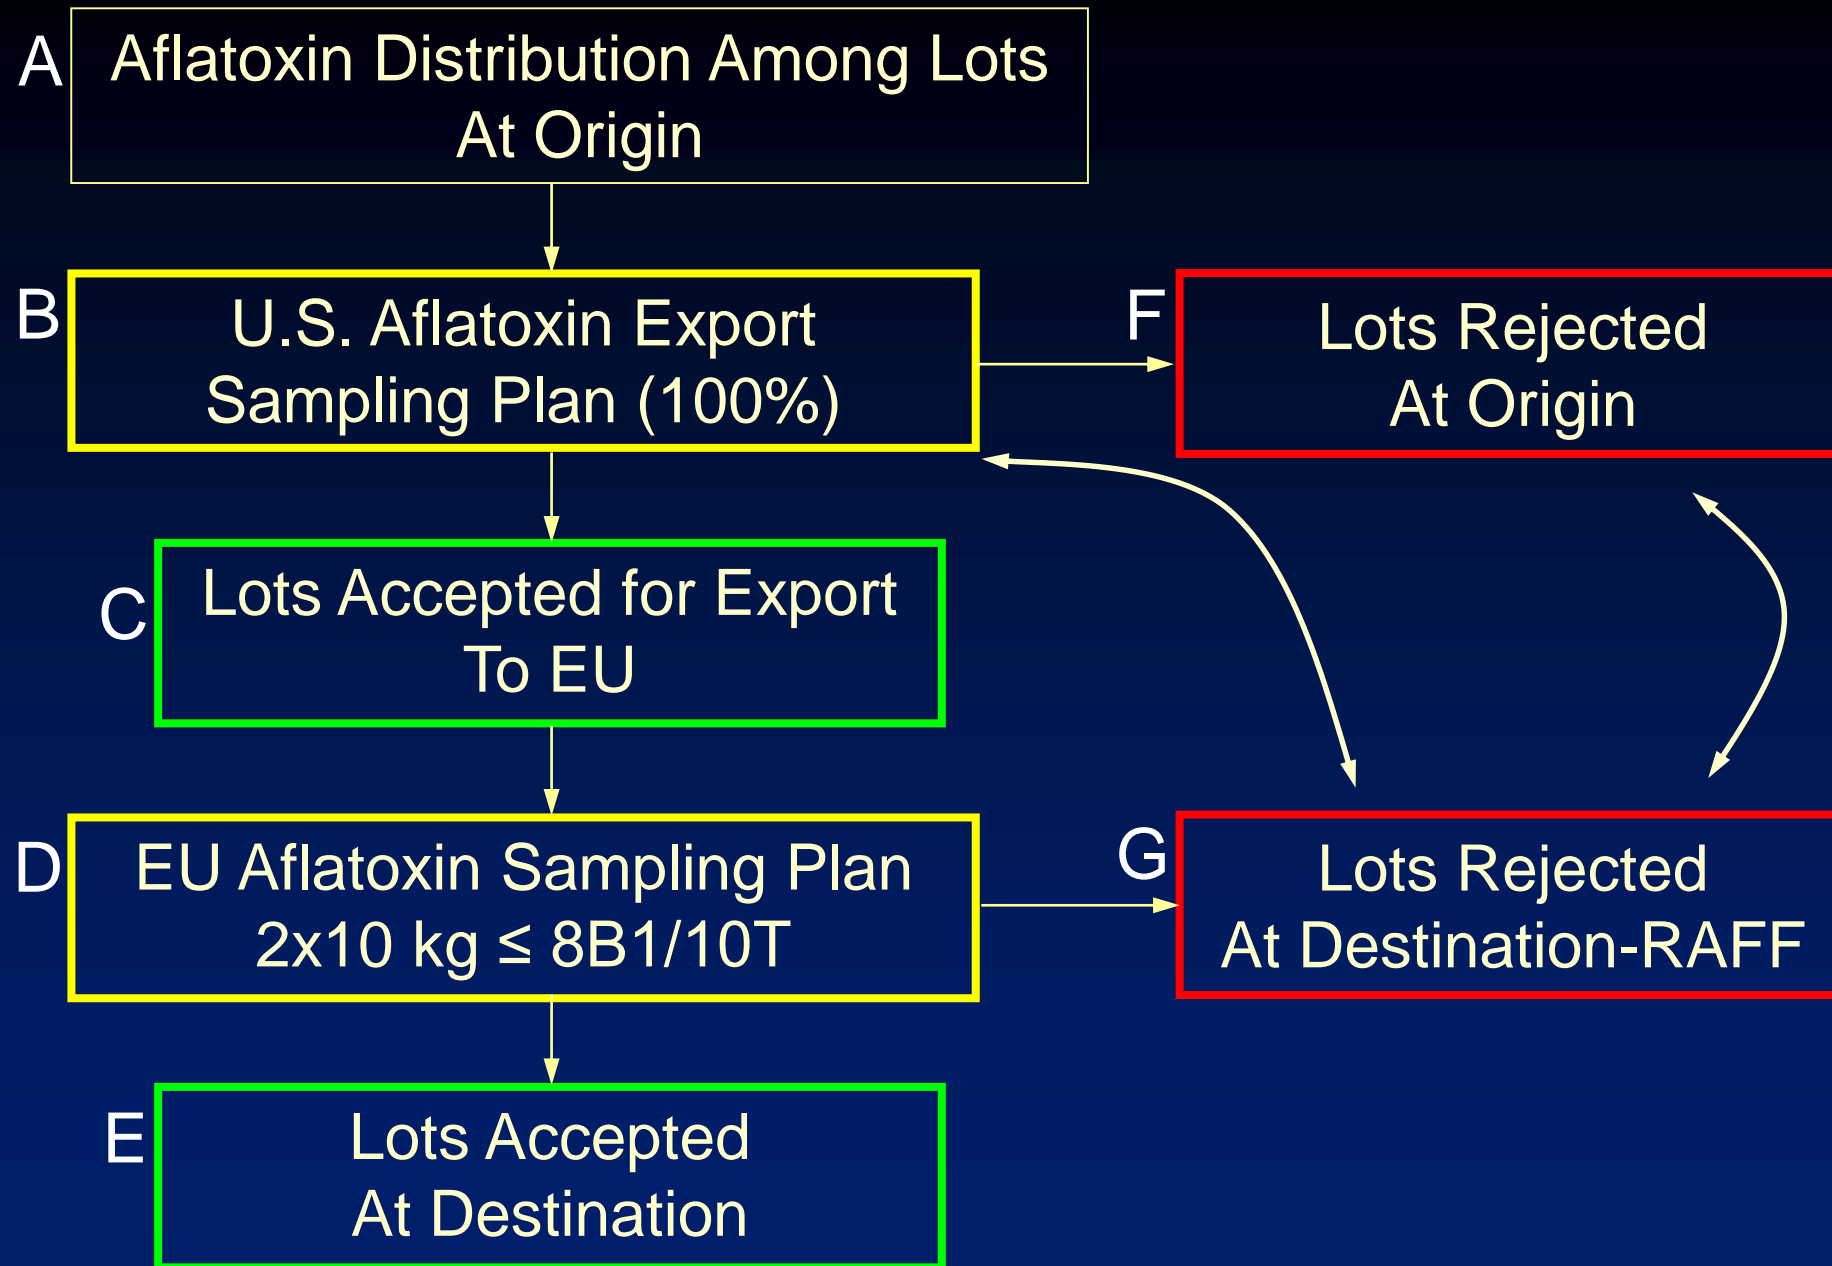 A
Aflatoxin Distribution Among Lots
At Origin
B
U.S. Aflatoxin Export
Sampling Plan (100%)
F
Lots Rejected
At Origin
C
Lots Accepted for Export
To EU
D
EU Aflatoxin Sampling Plan
2x10 kg ≤ 8B1/10T
G
Lots Rejected
At Destination-RAFF
E
Lots Accepted
At Destination